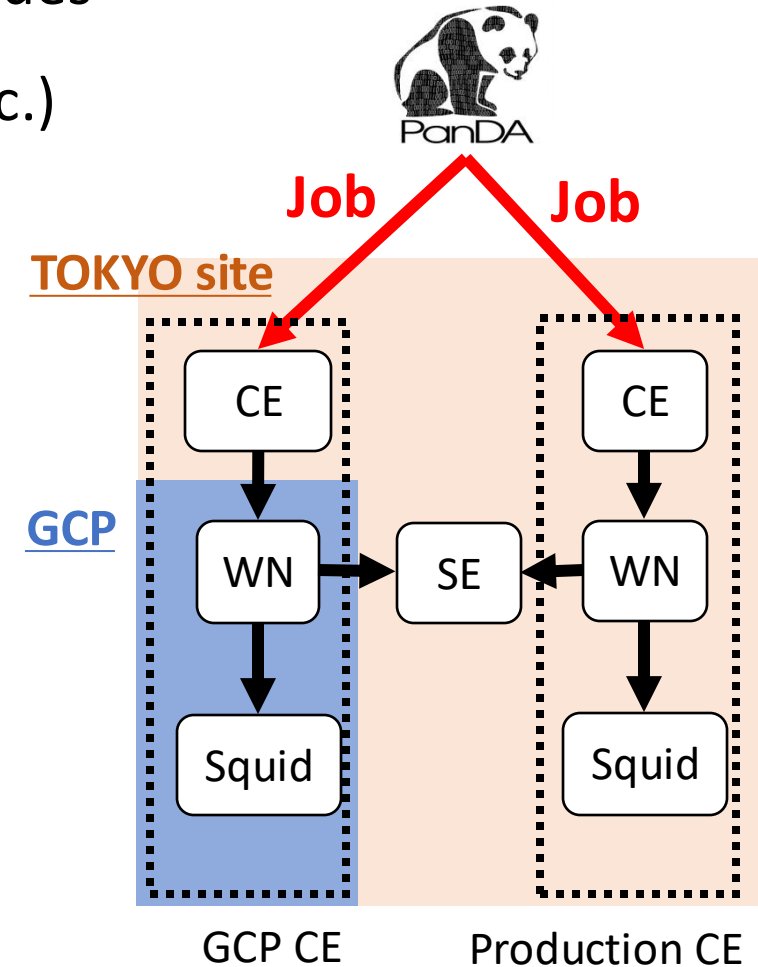 c.)
PanDA
Job
Job
TOKYO site
CE
CE
GCP
WN
SE
WN
Squid
Squid
GCP CE
Production CE